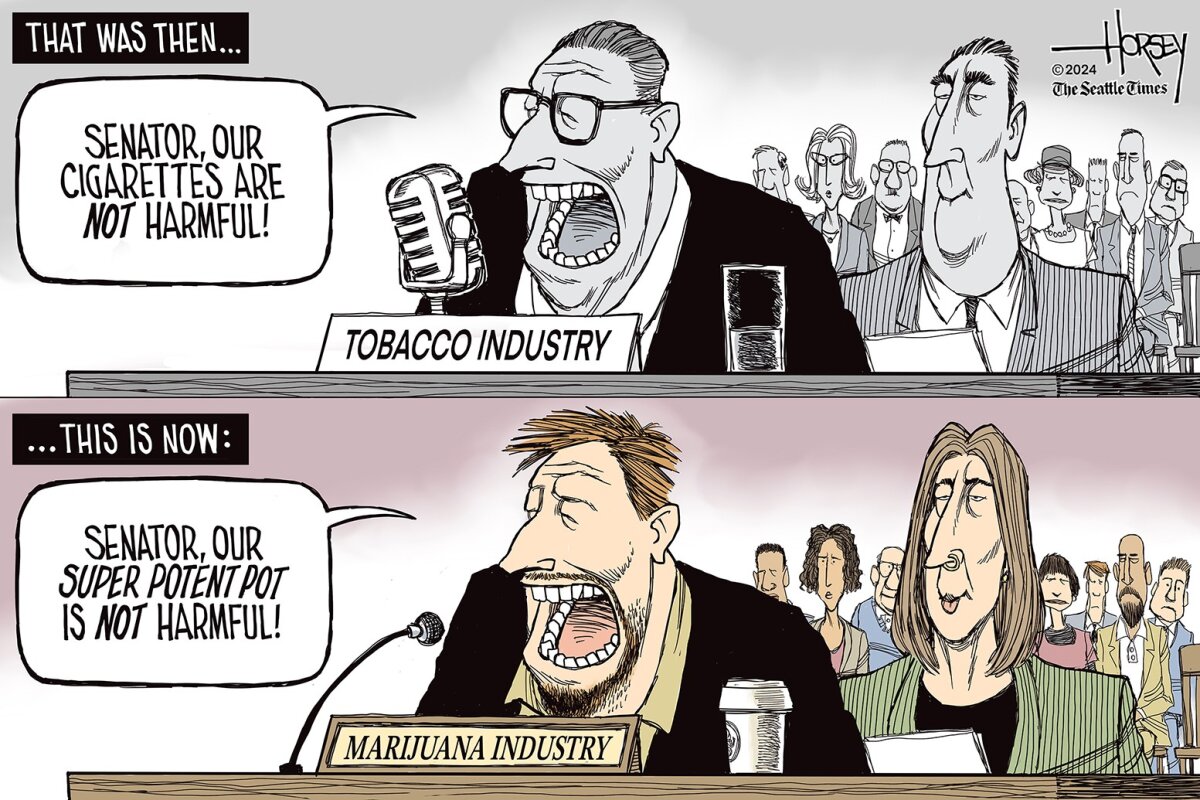 THAT WAS THEN...
HORSEY
©2024
The Seattle Times
SENATOR, OUR
CIGARETTES ARE
NOT HARMFUL!
TOBACCO INDUSTRY
...THIS IS NOW:
SENATOR, OUR
SUPER POTENT POT
IS NOT HARMFUL!
MARIJUANA INDUSTRY